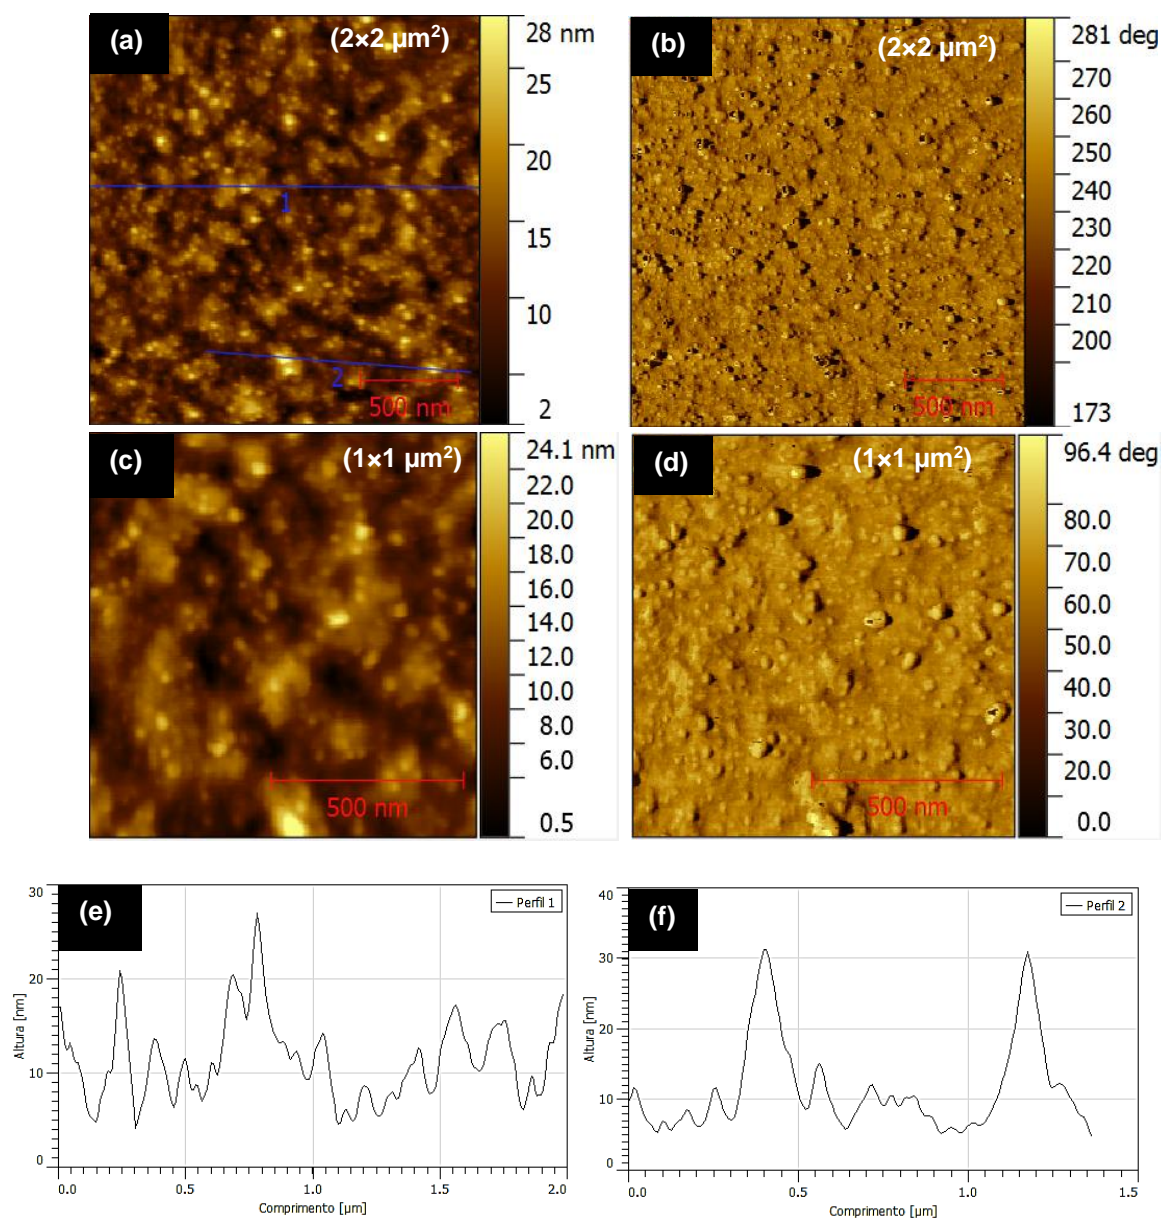 (a)
(2×2 µm²)
28 nm
25
20
15
10
2
1
2
500 nm
(b)
(2×2 µm²)
281 deg
270
260
250
240
230
220
210
200
173
500 nm
(c)
(1×1 µm²)
24.1 nm
22.0
20.0
18.0
16.0
14.0
12.0
10.0
8.0
6.0
0.5
500 nm
(d)
(1×1 µm²)
96.4 deg
80.0
70.0
60.0
50.0
40.0
30.0
20.0
0.0
500 nm
(e)
Perfil 1
30
20
10
0
Altura [nm]
0.0 0.5 1.0 1.5 2.0
Comprimento [µm]
(f)
Perfil 2
40
30
20
10
0
Altura [nm]
0.0 0.5 1.0 1.5
Comprimento [µm]